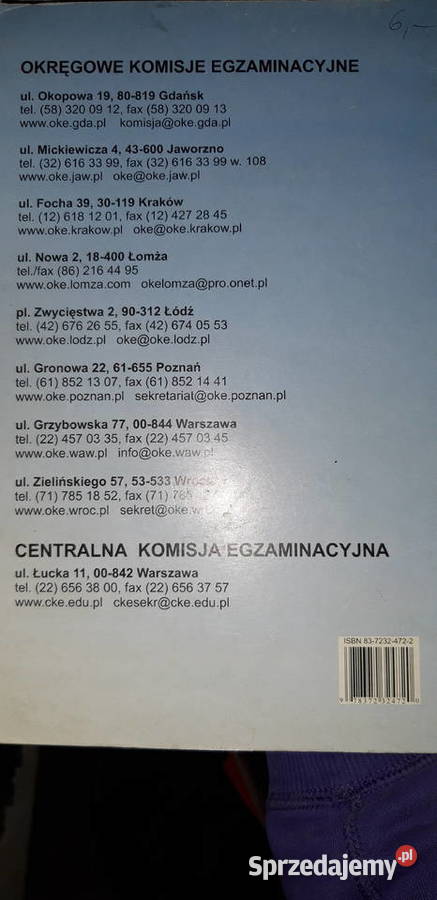 6,-
OKRĘGOWE KOMISJE EGZAMINACYJNE
ul. Okopowa 19, 80-819 Gdańsk
tel. (58) 320 09 12, fax (58) 320 09 13
www.oke.gda.pl komisja@oke.gda.pl
ul. Mickiewicza 4, 43-600 Jaworzno
tel. (32) 616 33 99, fax (32) 616 33 99 w. 108
www.oke.jaw.pl oke@oke.jaw.pl
ul. Focha 39, 30-119 Kraków
tel. (12) 618 12 01, fax (12) 427 28 45
www.oke.krakow.pl oke@oke.krakow.pl
ul. Nowa 2, 18-400 Łomża
tel./fax (86) 216 44 95
www.oke.lomza.com okelomza@pro.onet.pl
pl. Zwycięstwa 2, 90-312 Łódź
tel. (42) 676 26 55, fax (42) 674 05 53
www.oke.lodz.pl oke@oke.lodz.pl
ul. Gronowa 22, 61-655 Poznań
tel. (61) 852 13 07, fax (61) 852 14 41
www.oke.poznan.pl sekretariat@oke.poznan.pl
ul. Grzybowska 77, 00-844 Warszawa
tel. (22) 457 03 35, fax (22) 457 03 45
www.oke.waw.pl info@oke.waw.pl
ul. Zielińskiego 57, 53-533
tel. (71) 785 18 52, fax (71)
www.oke.wroc.pl
CENTRALNA KOMISJA EGZAMINACYJNA
ul. Łucka 11, 00-842 Warszawa
tel. (22) 656 38 00, fax (22) 656 37 57
www.cke.edu.pl ckesekr@cke.edu.pl
ISBN 83-7232-472-2
9 788372 324720
Sprzedajemy.pl